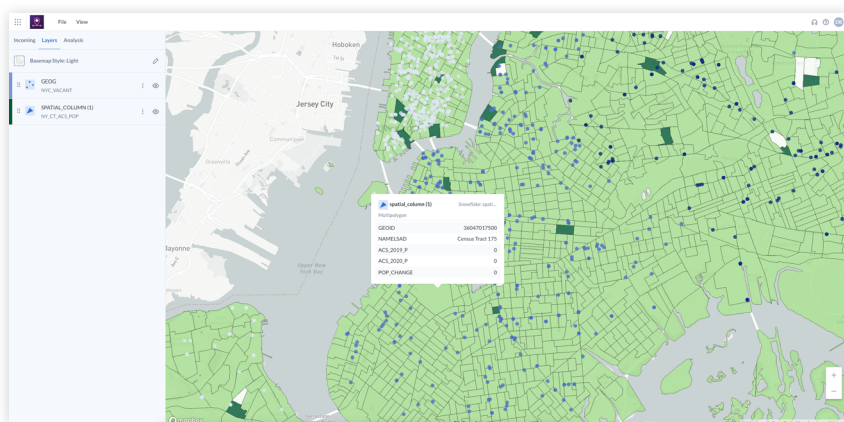 File View
Incoming Layers Analysis
Basemap Style: Light
GEOG
NYC_VACANT
SPATIAL_COLUMN (1)
NY_CT_ACS_POP
Hoboken
Jersey City
Communipaw
Greenville
Bayonne
Upper New
York Bay
spatial_column (1) Snowflake: spati...
Multipolygon
GEOID 36047017500
NAMELSAD Census Tract 175
ACS_2019_P 0
ACS_2020_P 0
POP_CHANGE 0
+
−